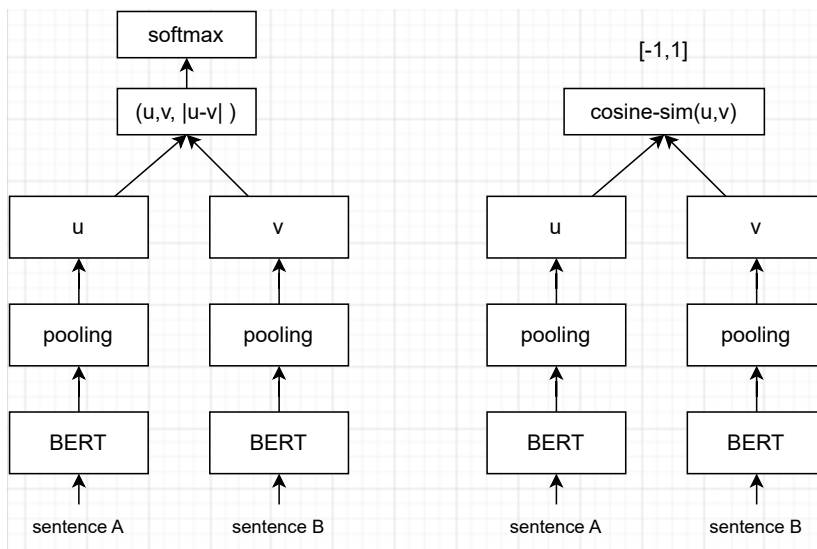 softmax
(u,v, |u-v| )
u
v
pooling
pooling
BERT
BERT
sentence A
sentence B
[-1,1]
cosine-sim(u,v)
u
v
pooling
pooling
BERT
BERT
sentence A
sentence B